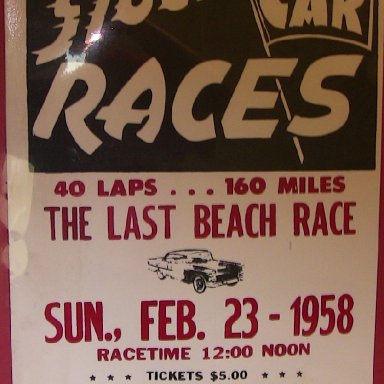 CAR
RACES
40 LAPS . . . 160 MILES
THE LAST BEACH RACE
SUN., FEB. 23 - 1958
RACETIME 12:00 NOON
* * * TICKETS $5.00 * * *